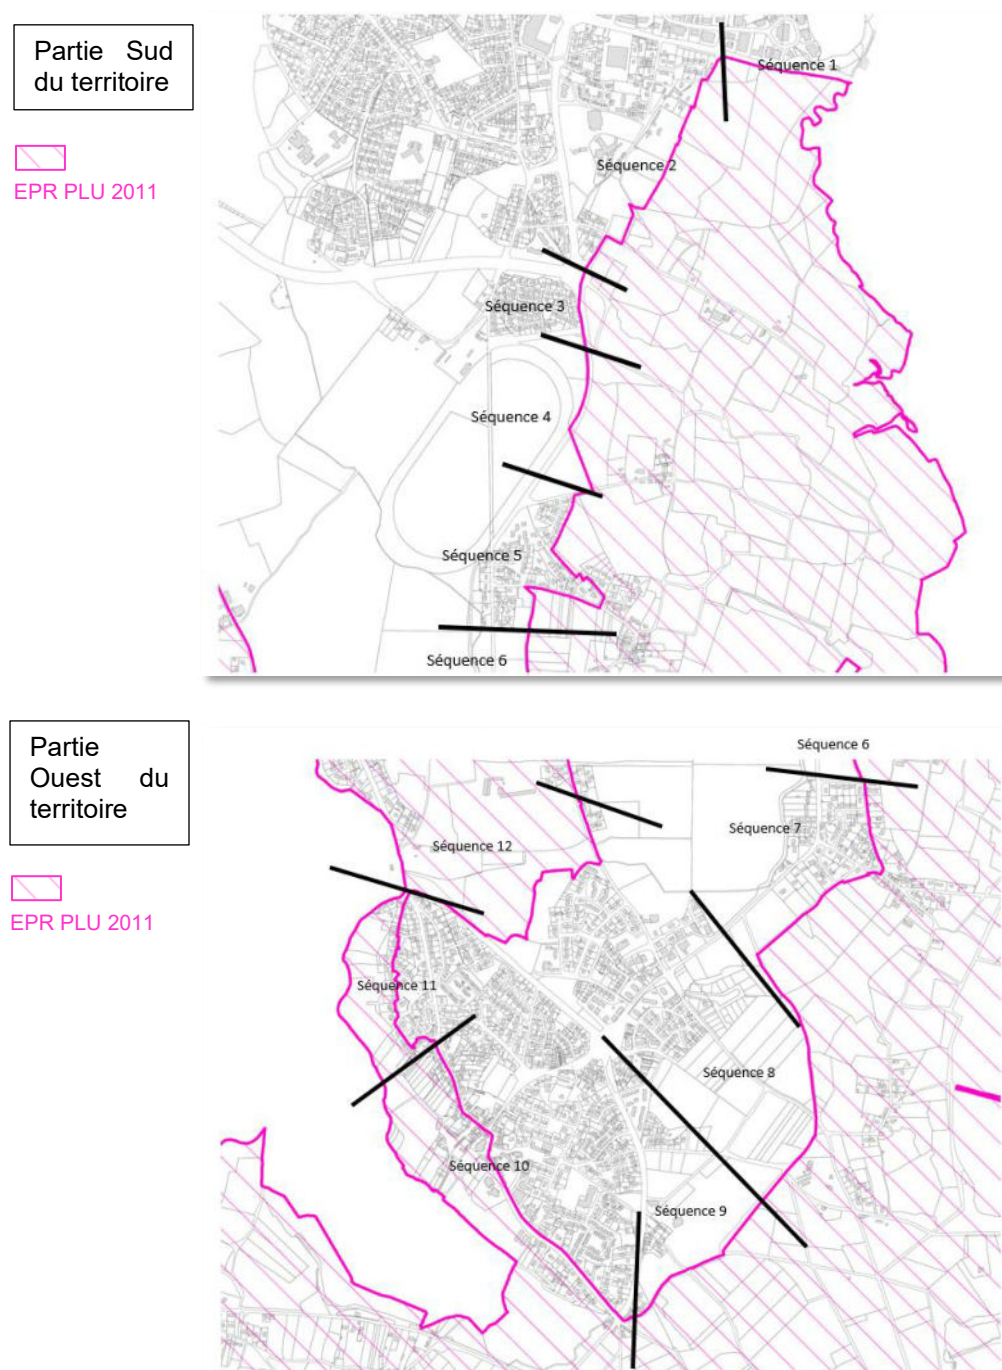 Partie Sud
du territoire
EPR PLU 2011
Séquence 1
Séquence 2
Séquence 3
Séquence 4
Séquence 5
Séquence 6
Partie
Ouest du
territoire
EPR PLU 2011
Séquence 6
Séquence 7
Séquence 12
Séquence 11
Séquence 8
Séquence 10
Séquence 9